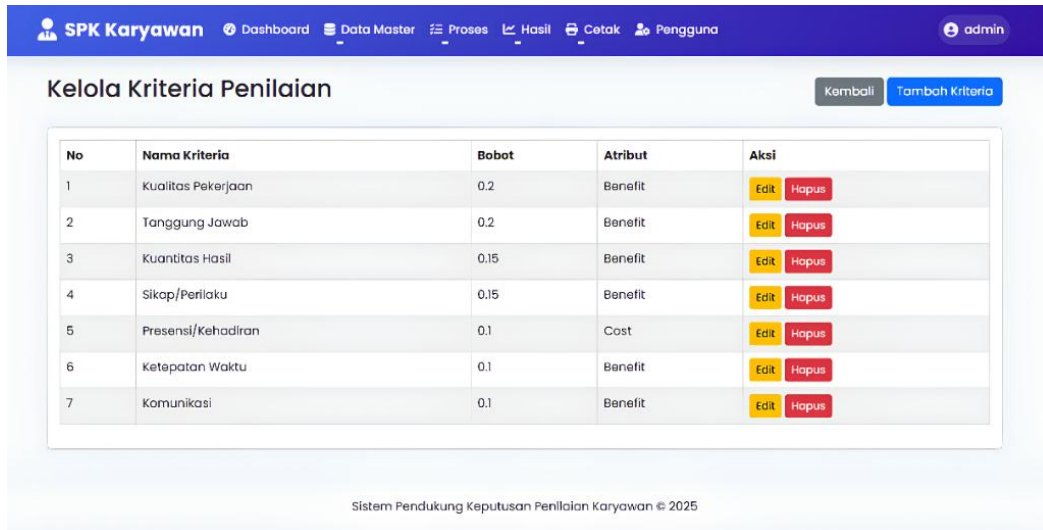 SPK Karyawan Dashboard Data Master Proses Hasil Cetak Pengguna admin
Kelola Kriteria Penilaian Kembali Tambah Kriteria
No Nama Kriteria Bobot Atribut Aksi
1 Kualitas Pekerjaan 0.2 Benefit Edit Hapus
2 Tanggung Jawab 0.2 Benefit Edit Hapus
3 Kuantitas Hasil 0.15 Benefit Edit Hapus
4 Sikap/Perilaku 0.15 Benefit Edit Hapus
5 Presensi/Kehadiran 0.1 Cost Edit Hapus
6 Ketepatan Waktu 0.1 Benefit Edit Hapus
7 Komunikasi 0.1 Benefit Edit Hapus
Sistem Pendukung Keputusan Penilaian Karyawan © 2025